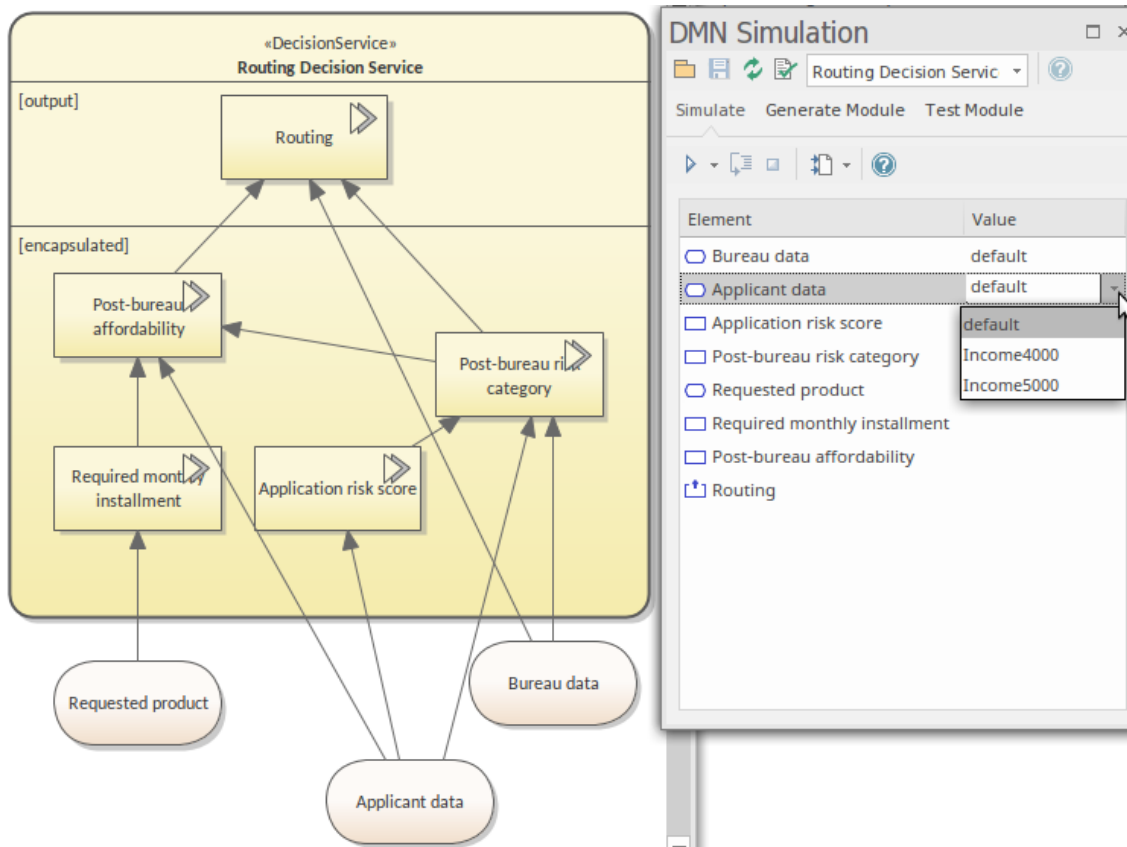 «DecisionService»
Routing Decision Service
[output]
Routing
[encapsulated]
Post-bureau
affordability
Post-bureau risk
category
Required monthly
installment
Application risk score
Requested product
Bureau data
Applicant data
DMN Simulation
Routing Decision Servic
Simulate Generate Module Test Module
Element Value
Bureau data default
Applicant data default
default
Income4000
Income5000
Application risk score
Post-bureau risk category
Requested product
Required monthly installment
Post-bureau affordability
Routing